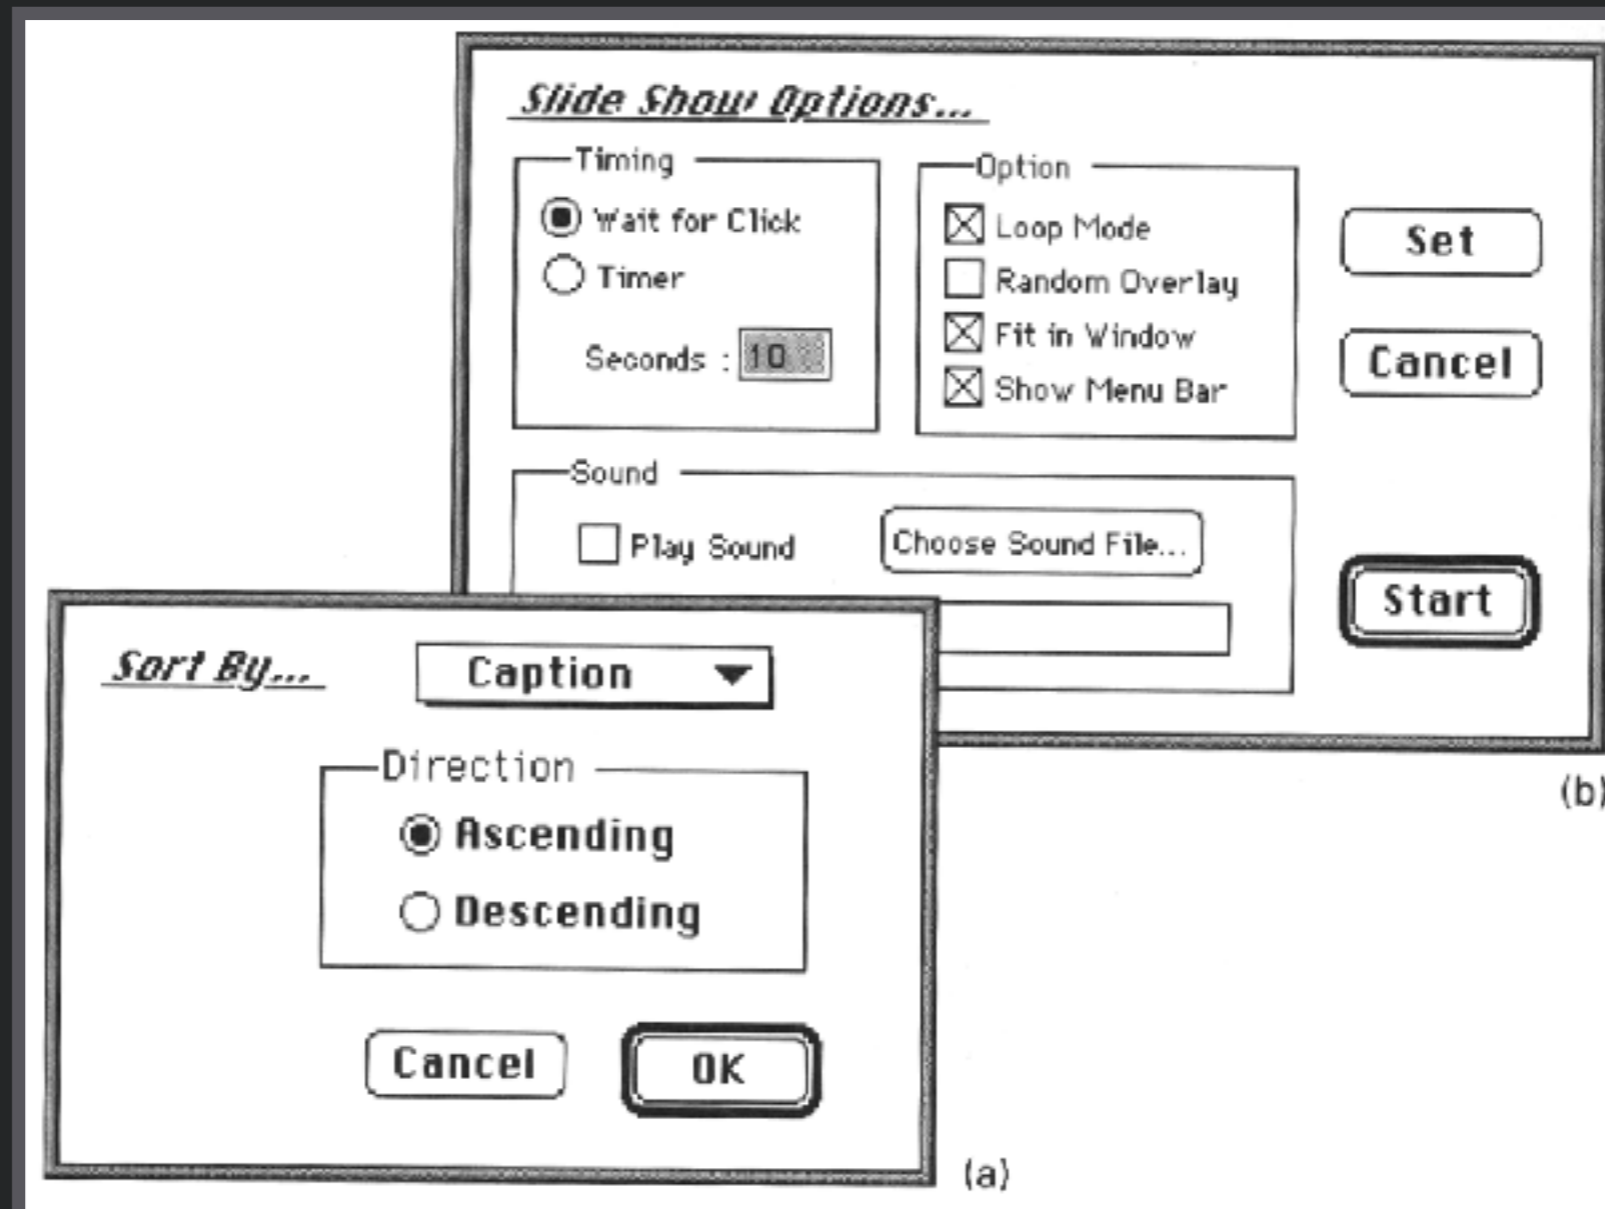 Slide Show Options...
Timing
Wait for Click
Timer
Seconds : 10
Option
Loop Mode
Random Overlay
Fit in Window
Show Menu Bar
Set
Cancel
Sound
Play Sound
Choose Sound File...
Start
(b)
Sort By...
Caption
Direction
Ascending
Descending
Cancel
OK
(a)